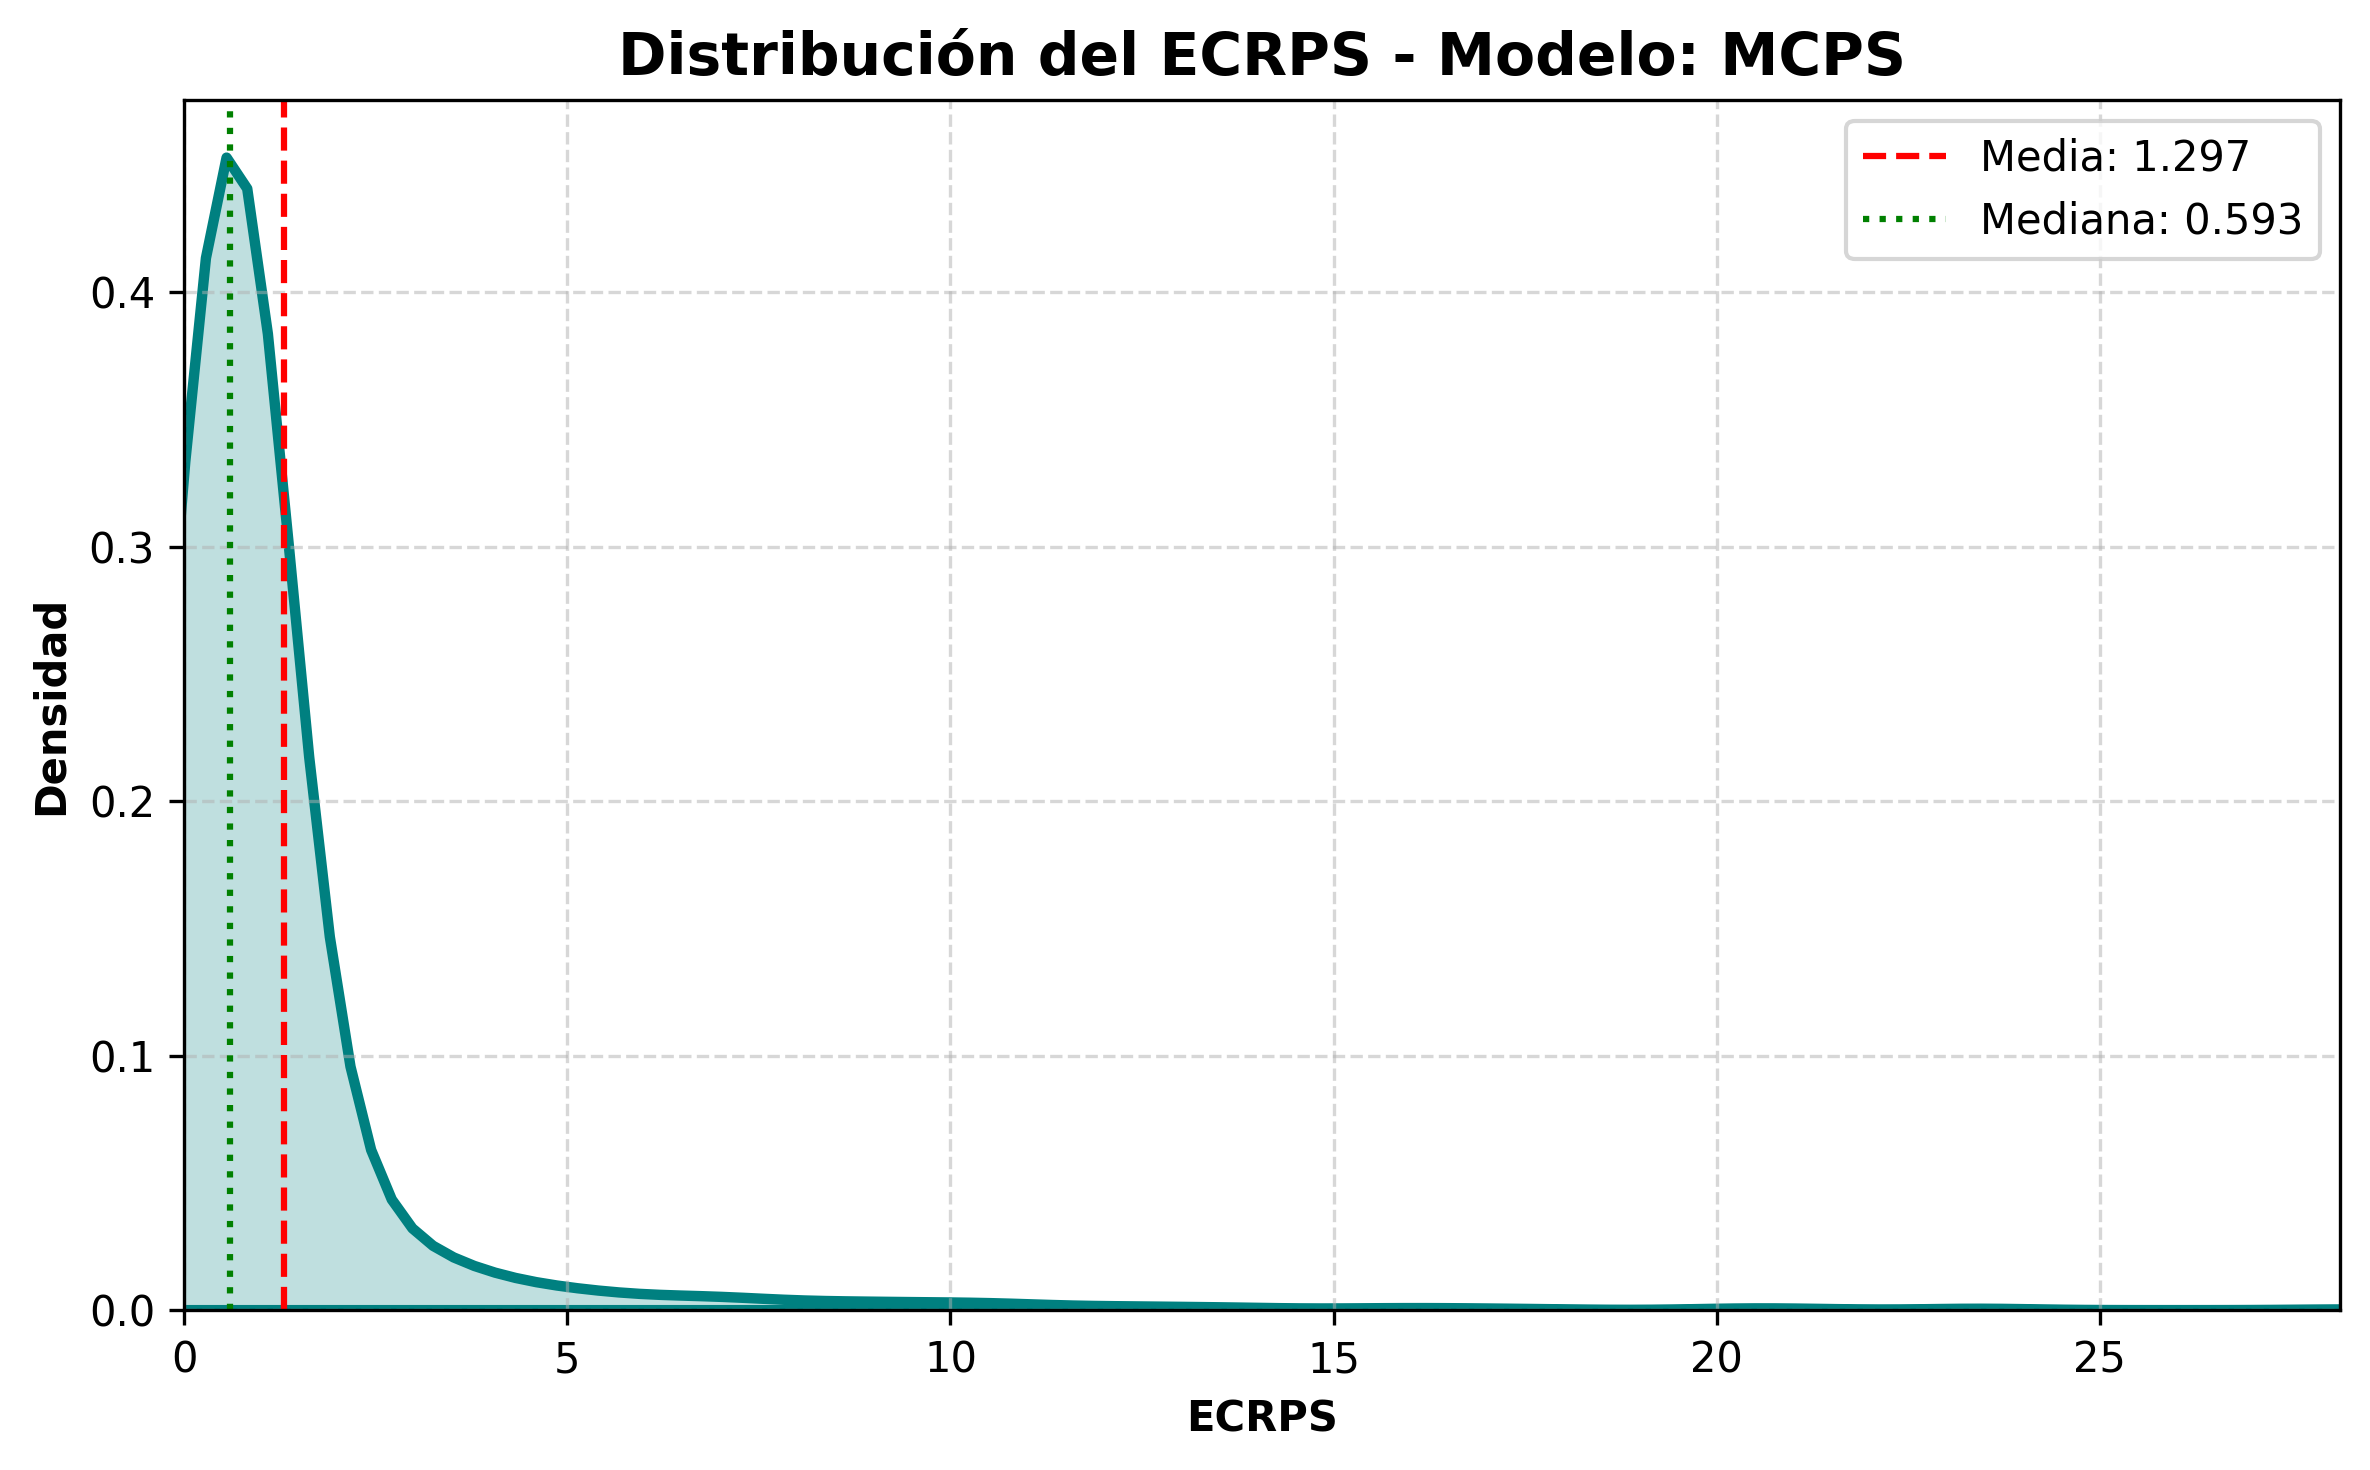 Distribución del ECRPS - Modelo: MCPS
Media: 1.297
Mediana: 0.593
Densidad
0.4
0.3
0.2
0.1
0.0
0 5 10 15 20 25
ECRPS